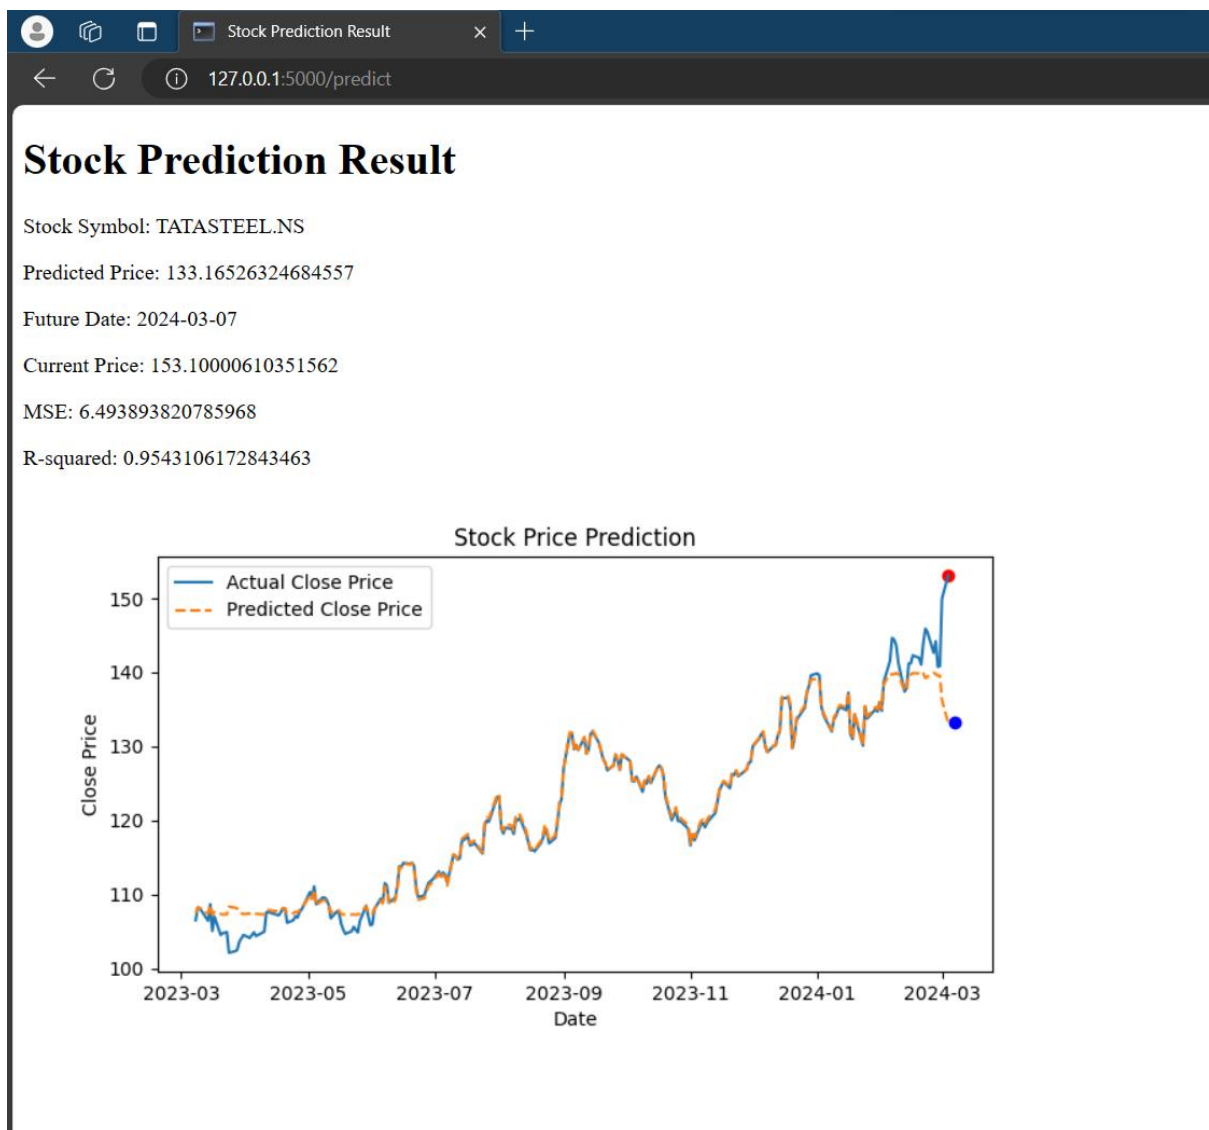 Stock Prediction Result
127.0.0.1:5000/predict
Stock Prediction Result
Stock Symbol: TATASTEEL.NS
Predicted Price: 133.16526324684557
Future Date: 2024-03-07
Current Price: 153.10000610351562
MSE: 6.493893820785968
R-squared: 0.9543106172843463
Stock Price Prediction
Actual Close Price
Predicted Close Price
150
140
130
120
110
100
Close Price
2023-03 2023-05 2023-07 2023-09 2023-11 2024-01 2024-03
Date